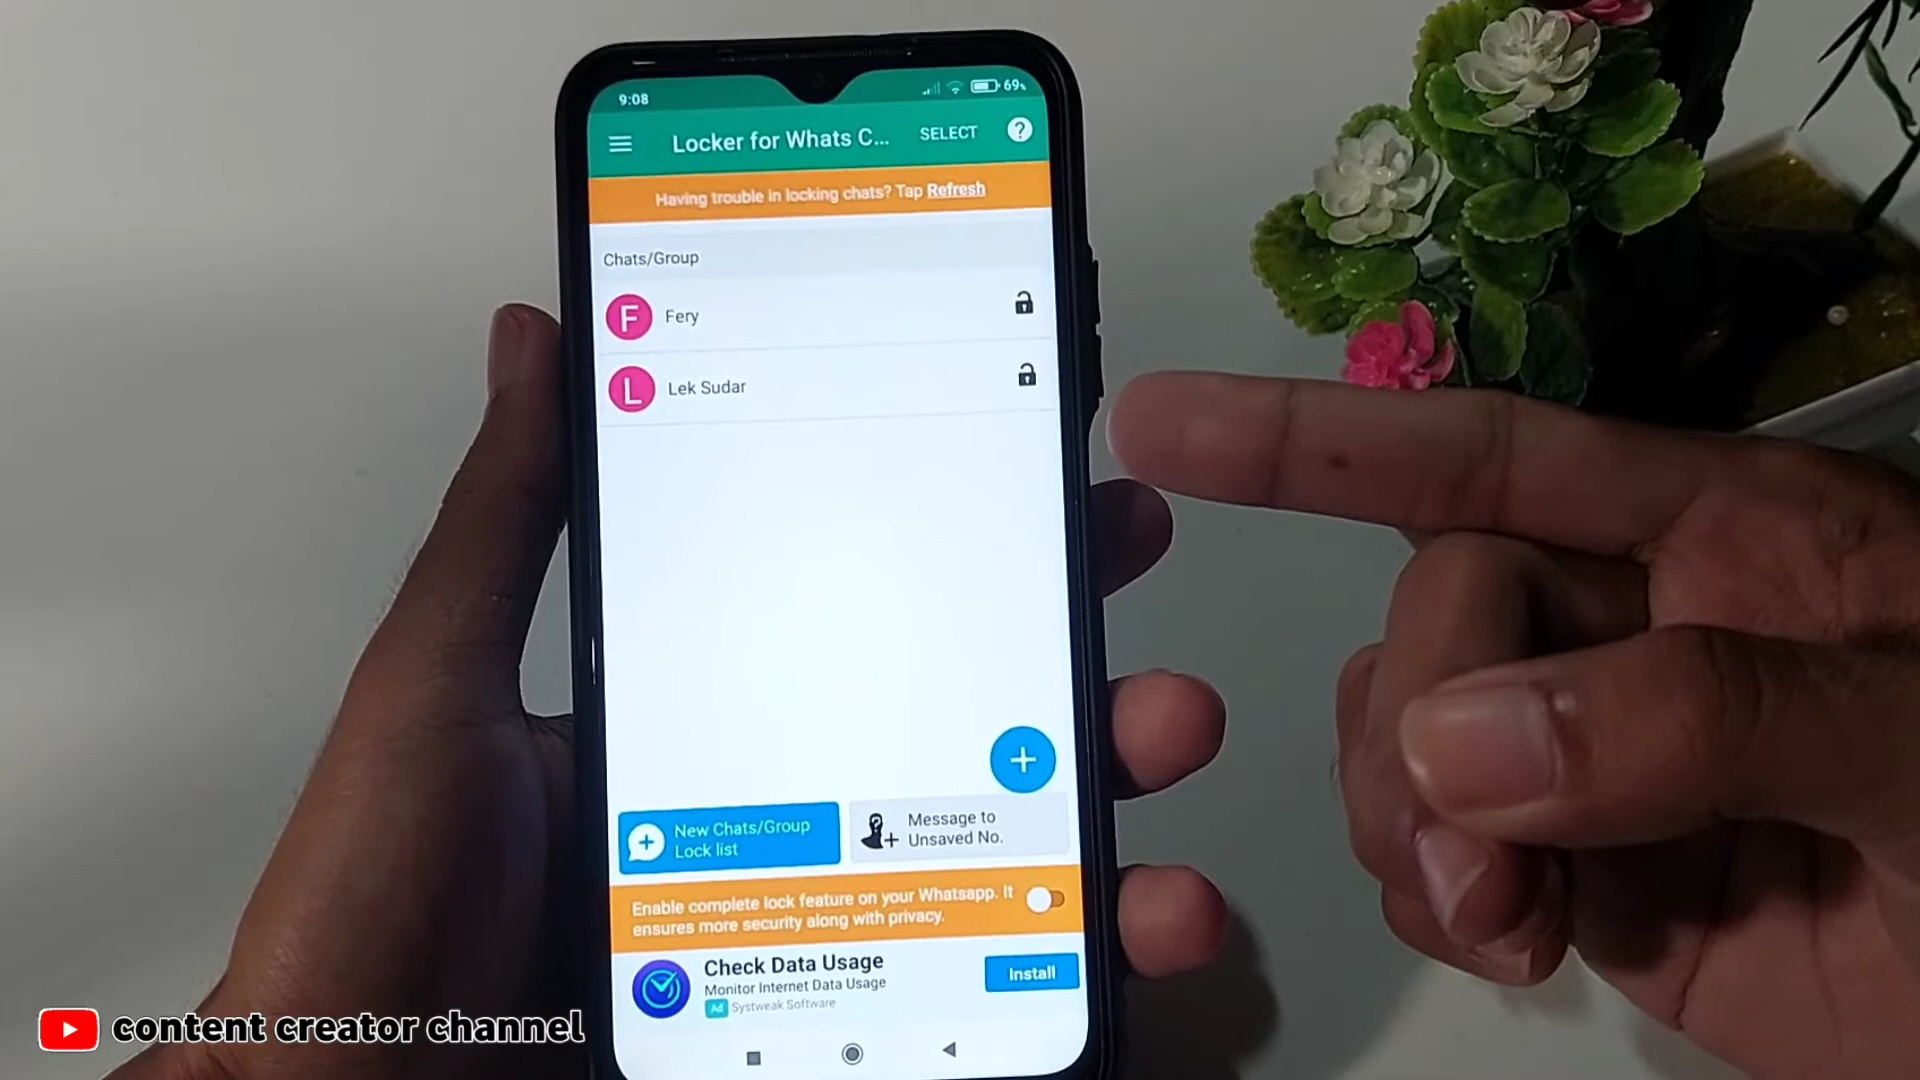 9:08
69%
Locker for Whats C...
SELECT
?
Having trouble in locking chats? Tap Refresh
Chats/Group
F
Fery
L
Lek Sudar
New Chats/Group
Lock list
Message to
Unsaved No.
Enable complete lock feature on your Whatsapp. It
ensures more security along with privacy.
Check Data Usage
Monitor Internet Data Usage
Ad Systweak Software
Install
content creator channel